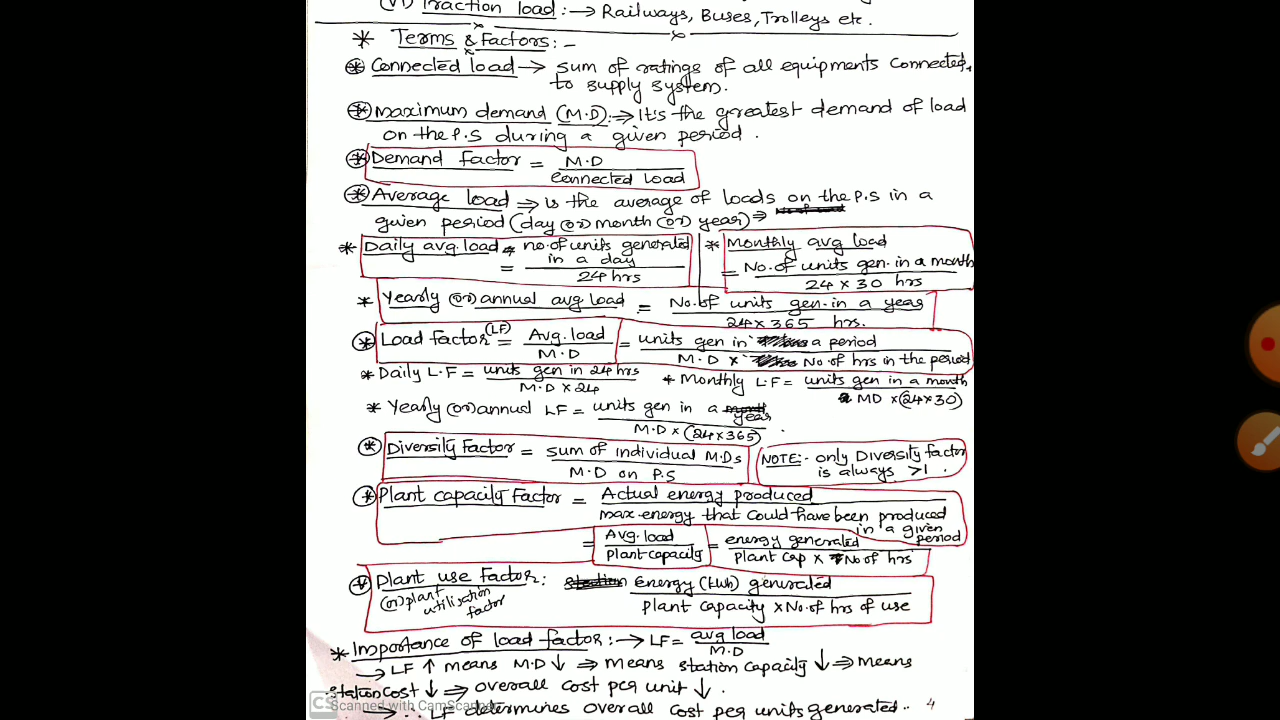 (VI) Traction load :→ Railways, Buses, Trolleys etc.
* Terms & Factors :-
* Connected load → sum of ratings of all equipments connected
to supply system.
* maximum demand (M.D) :→ It's the greatest demand of load
on the P.S during a given period.
* Demand Factor = M.D
connected load
* Average load ⇒ is the average of loads on the P.S in a
given period (day (or) month (or) year) ⇒
* Daily avg. load = no. of units generated in a day
24 hrs
* Monthly avg load
= No. of units gen. in a month
24 x 30 hrs
* Yearly (or) annual avg load = No. of units gen. in a year
24 x 365 hrs.
* Load factor (LF) = Avg. load = units gen in a period
M.D M.D x No of hrs in the period
* Daily L.F = units gen in 24 hrs * Monthly L.F = units gen in a month
M.D x 24 MD x (24x30)
* Yearly (or) annual LF = units gen in a year
M.D x (24x365)
* Diversity Factor = sum of individual M.Ds
M.D on P.S
NOTE:- only Diversity factor
is always >1.
* Plant capacity Factor = Actual energy produced
max energy that could have been produced
in a given
period
= Avg. load = energy generated
plant capacity plant cap x No of hrs
Plant use Factor: Energy (kwh) generated
(or) plant utilisation factor
plant capacity x No. of hrs of use
* Importance of load factor :→ LF = avg load
M.D
→ LF ↑ means M.D ↓ ⇒ means station capacity ↓ ⇒ means
station cost ↓ ⇒ overall cost per unit ↓.
→ ∴ LF determines overall cost per units generated..
4
CS Scanned with CamScanner